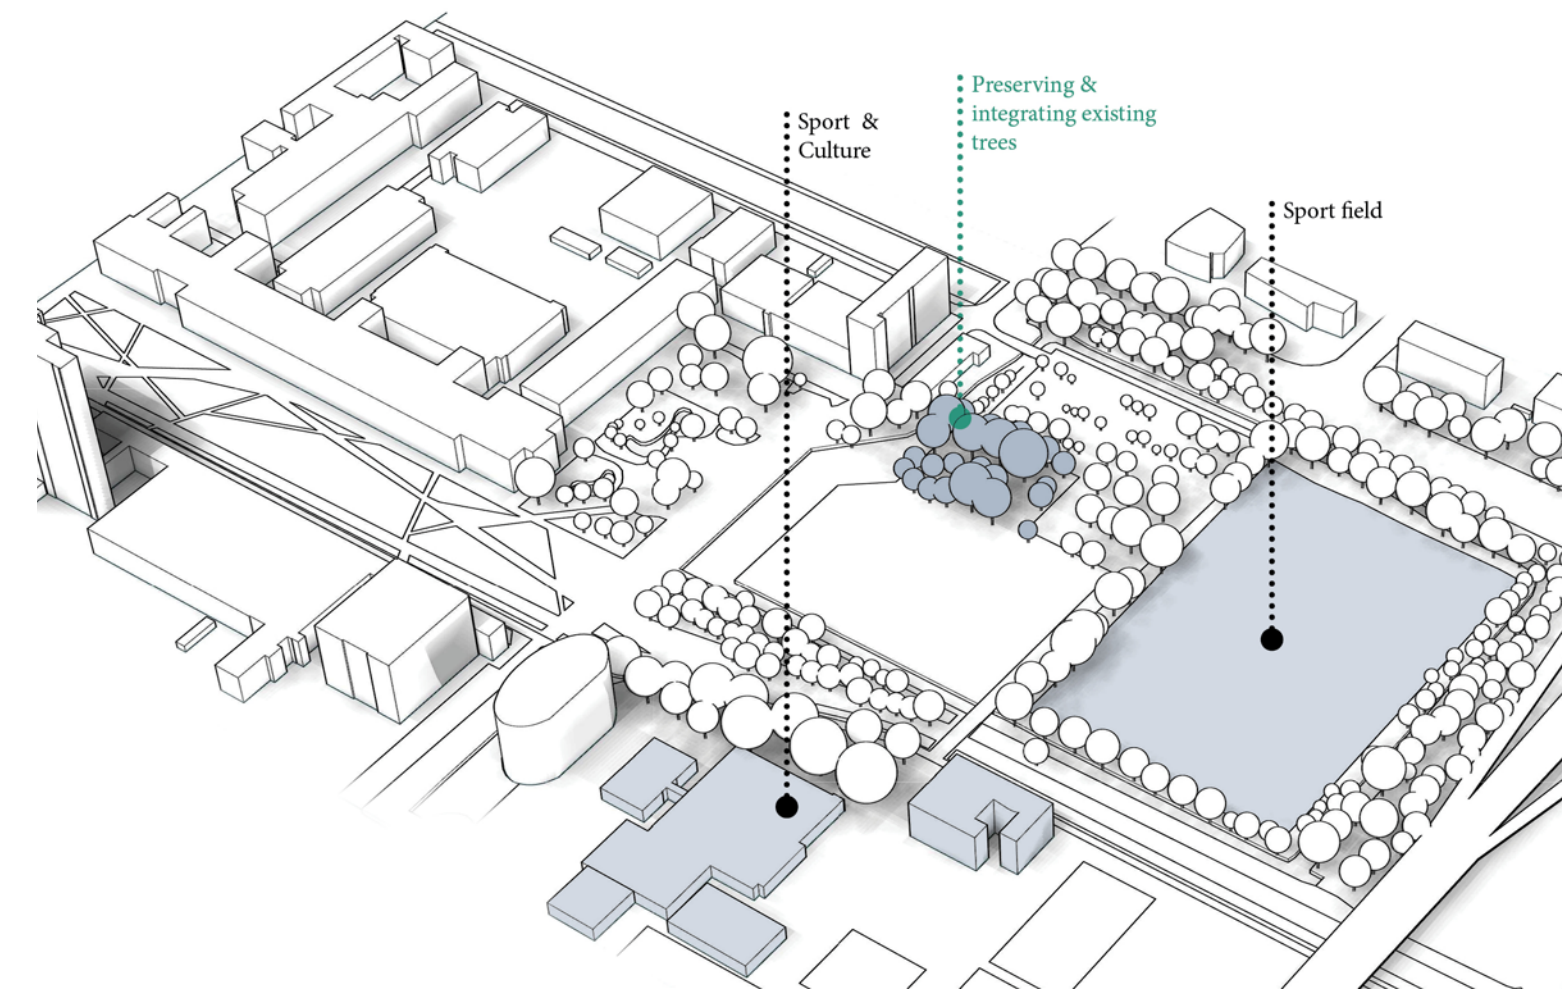 Preserving &
integrating existing
trees
Sport &
Culture
Sport field